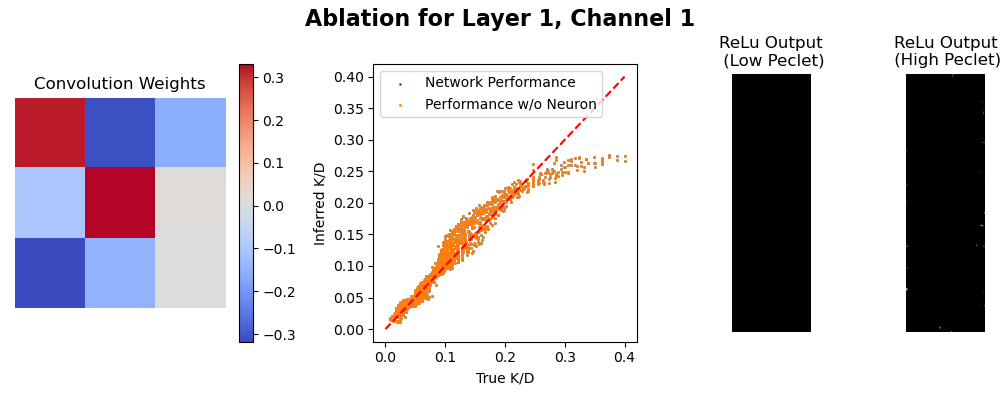 Ablation for Layer 1, Channel 1
Convolution Weights
0.3
0.2
0.1
0.0
−0.1
−0.2
−0.3
Network Performance
Performance w/o Neuron
0.40
0.35
0.30
0.25
0.20
0.15
0.10
0.05
0.00
Inferred K/D
0.0 0.1 0.2 0.3 0.4
True K/D
ReLu Output
(Low Peclet)
ReLu Output
(High Peclet)